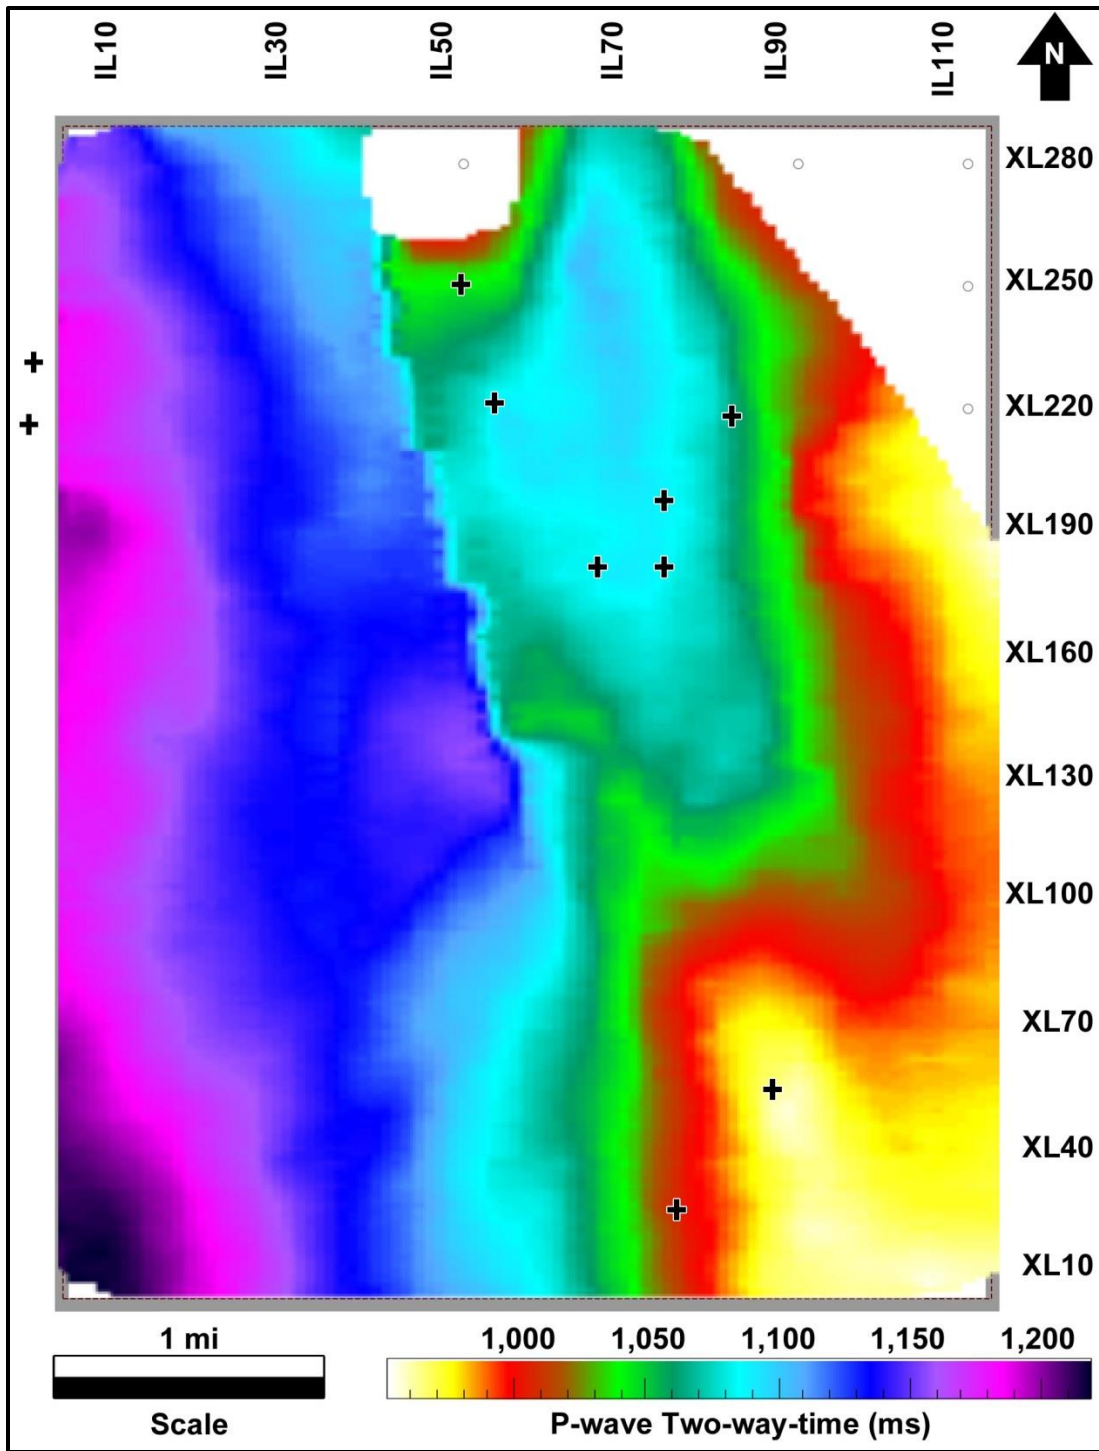 IL10
IL30
IL50
IL70
IL90
IL110
N
XL280
XL250
XL220
XL190
XL160
XL130
XL100
XL70
XL40
XL10
1 mi
Scale
1,000 1,050 1,100 1,150 1,200
P-wave Two-way-time (ms)